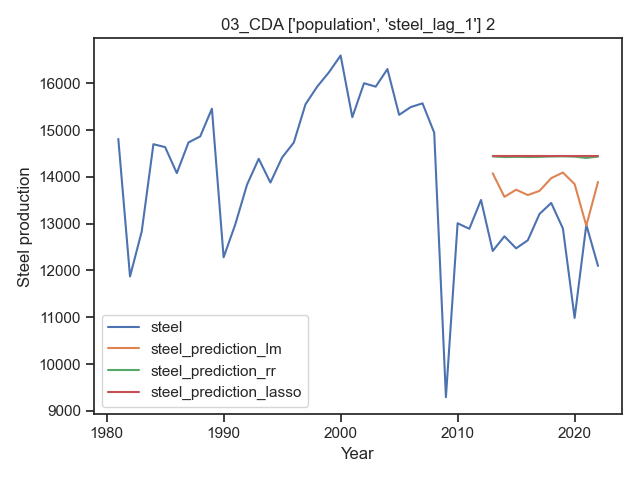 03_CDA ['population', 'steel_lag_1'] 2
16000
15000
14000
13000
12000
11000
10000
9000
Steel production
steel
steel_prediction_lm
steel_prediction_rr
steel_prediction_lasso
1980
1990
2000
2010
2020
Year